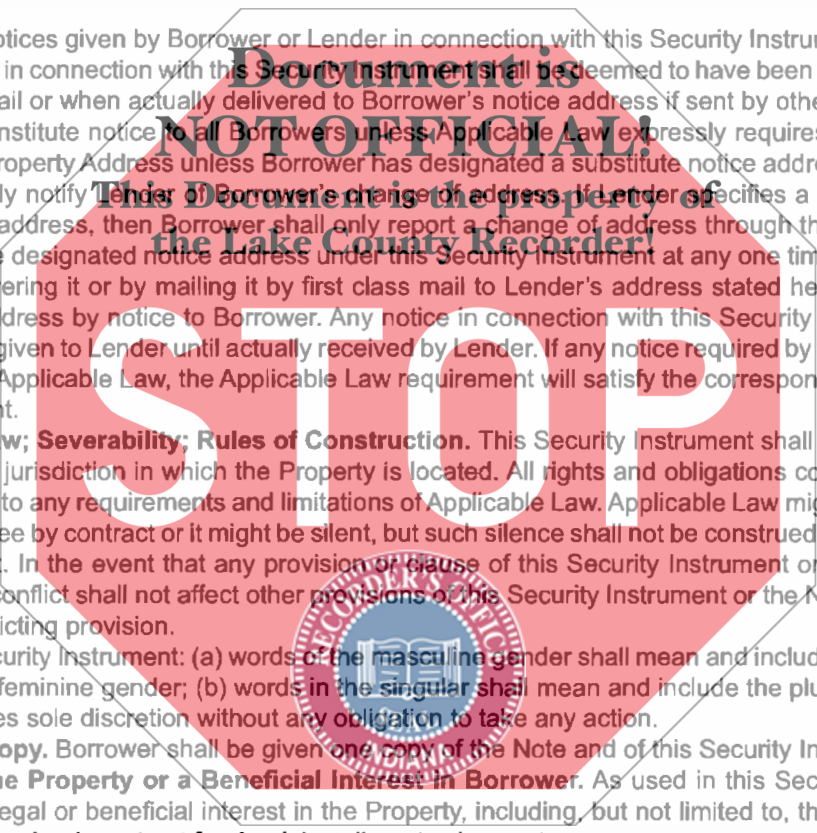 otices given by Borrower or Lender in connection with this Security Instrum
in connection with this Security Instrument shall be deemed to have been
ail or when actually delivered to Borrower's notice address if sent by othe
nstitute notice to all Borrowers unless Applicable Law expressly requires
roperty Address unless Borrower has designated a substitute notice addre
ly notify Lender of Borrower's change of address. If Lender specifies a
address, then Borrower shall only report a change of address through th
e designated notice address under this Security Instrument at any one tim
ering it or by mailing it by first class mail to Lender's address stated he
dress by notice to Borrower. Any notice in connection with this Security
given to Lender until actually received by Lender. If any notice required by
Applicable Law, the Applicable Law requirement will satisfy the correspon
nt.
w; Severability; Rules of Construction. This Security Instrument shall
jurisdiction in which the Property is located. All rights and obligations co
to any requirements and limitations of Applicable Law. Applicable Law mig
ee by contract or it might be silent, but such silence shall not be construed
. In the event that any provision or clause of this Security Instrument or
conflict shall not affect other provisions of this Security Instrument or the N
icting provision.
curity Instrument: (a) words of the masculine gender shall mean and includ
feminine gender; (b) words in the singular shall mean and include the plu
es sole discretion without any obligation to take any action.
opy. Borrower shall be given one copy of the Note and of this Security In
he Property or a Beneficial Interest in Borrower. As used in this Sec
egal or beneficial interest in the Property, including, but not limited to, th
Document is
NOT OFFICIAL!
This Document is the property of
the Lake County Recorder!
STOP
RECORDER'S OFFICE
SEAL
INDIANA